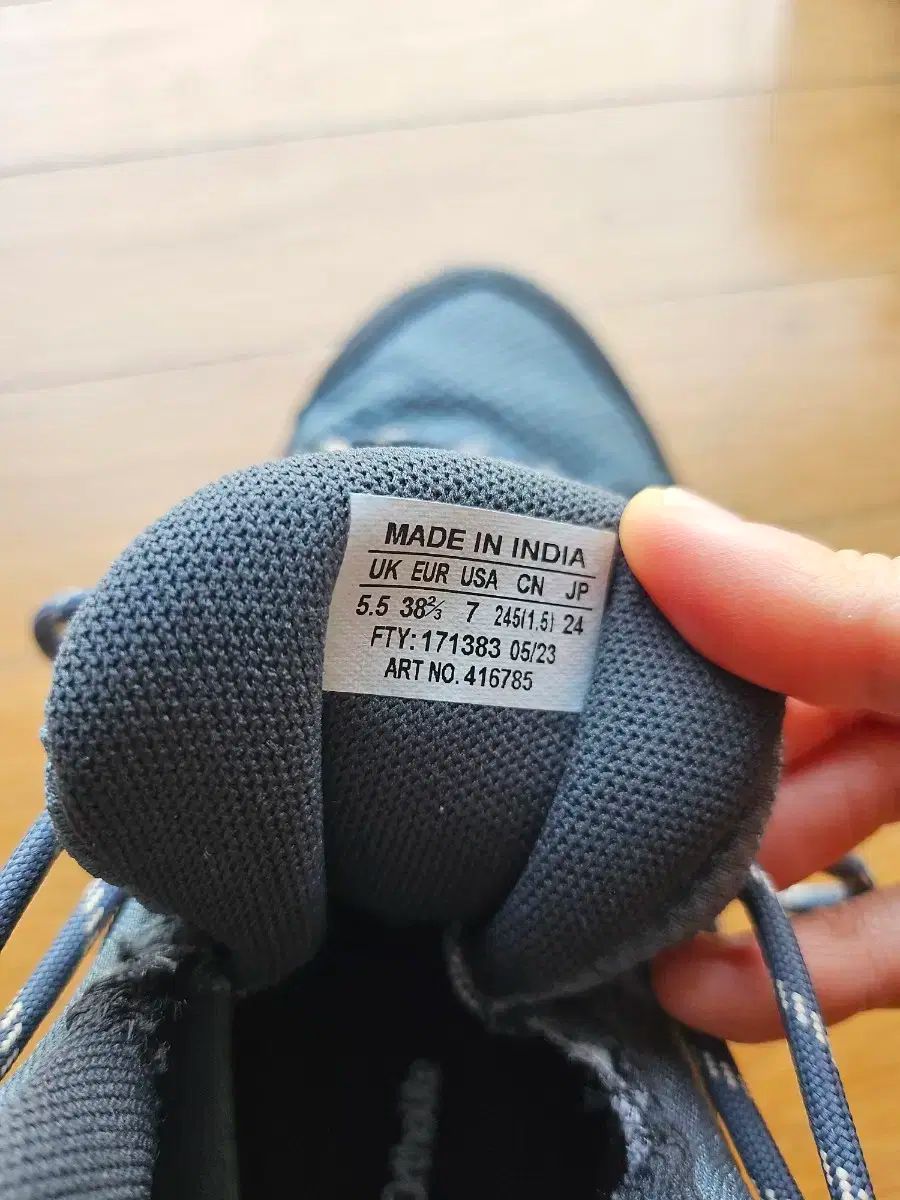 MADE IN INDIA
UK EUR USA CN JP
5.5 38⅔ 7 245(1.5) 24
FTY: 171383 05/23
ART NO. 416785